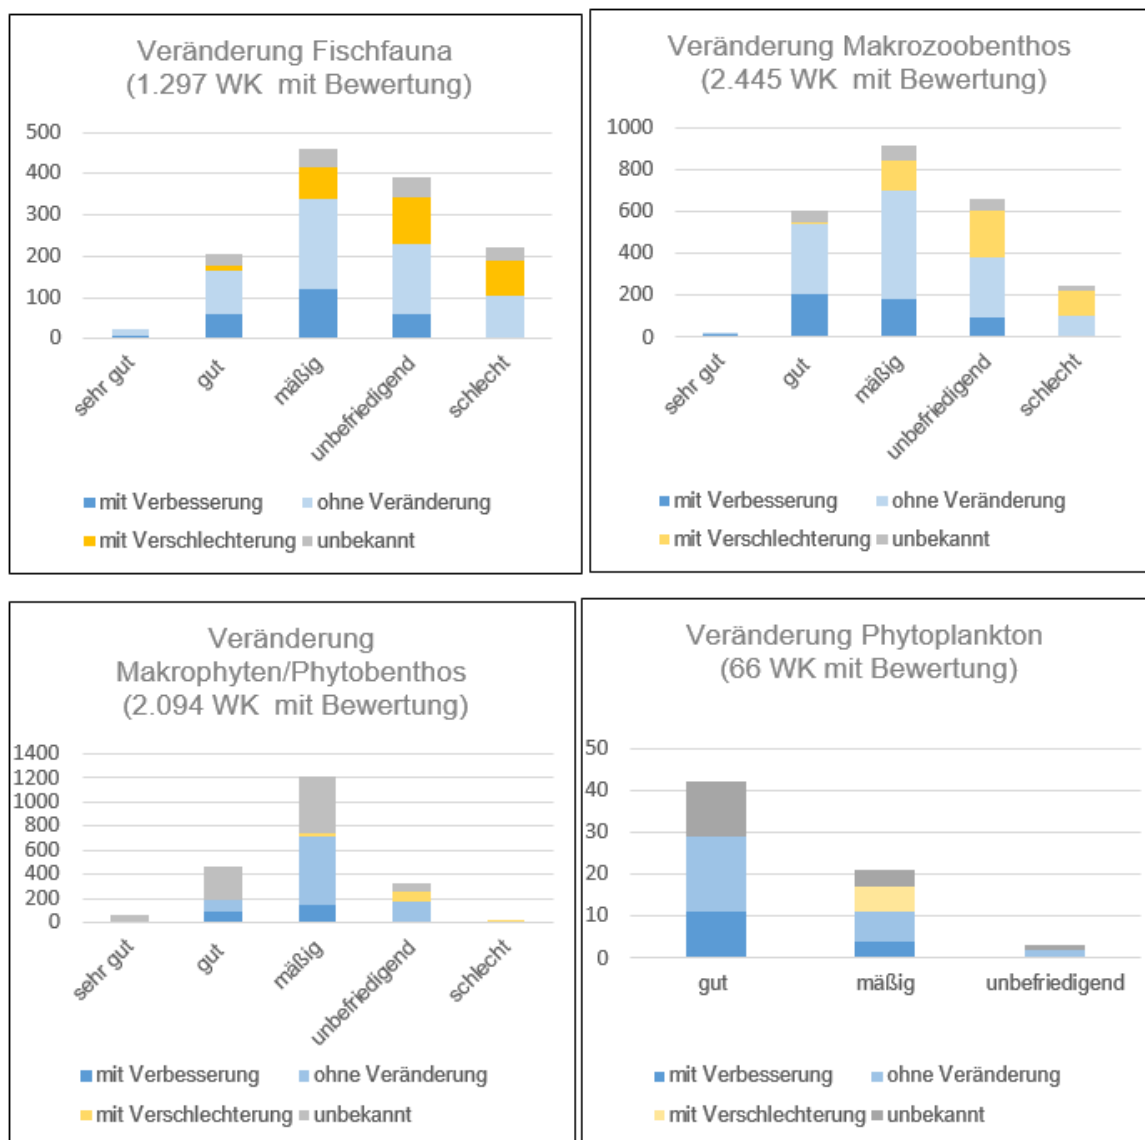 Veränderung Fischfauna
(1.297 WK mit Bewertung)
500
400
300
200
100
0
sehr gut
gut
mäßig
unbefriedigend
schlecht
mit Verbesserung
ohne Veränderung
mit Verschlechterung
unbekannt
Veränderung Makrozoobenthos
(2.445 WK mit Bewertung)
1000
800
600
400
200
0
sehr gut
gut
mäßig
unbefriedigend
schlecht
mit Verbesserung
ohne Veränderung
mit Verschlechterung
unbekannt
Veränderung
Makrophyten/Phytobenthos
(2.094 WK mit Bewertung)
1400
1200
1000
800
600
400
200
0
sehr gut
gut
mäßig
unbefriedigend
schlecht
mit Verbesserung
ohne Veränderung
mit Verschlechterung
unbekannt
Veränderung Phytoplankton
(66 WK mit Bewertung)
50
40
30
20
10
0
gut
mäßig
unbefriedigend
mit Verbesserung
ohne Veränderung
mit Verschlechterung
unbekannt